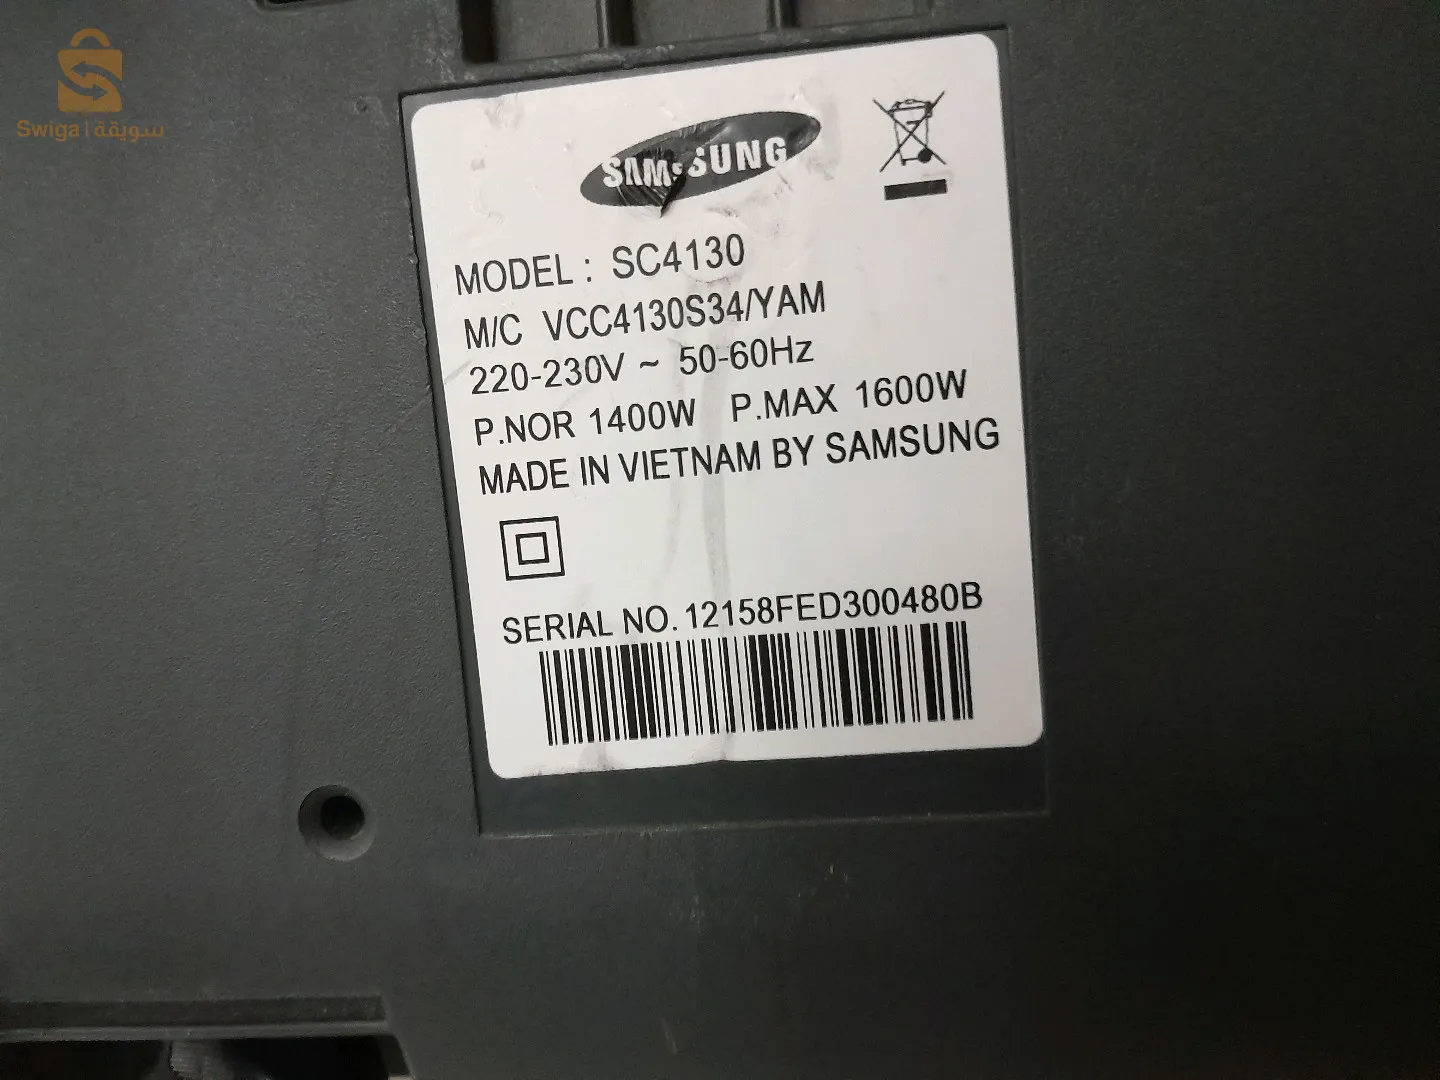 Swiga | سويقة
SAMSUNG
MODEL : SC4130
M/C VCC4130S34/YAM
220-230V ~ 50-60Hz
P.NOR 1400W P.MAX 1600W
MADE IN VIETNAM BY SAMSUNG
SERIAL NO. 12158FED300480B